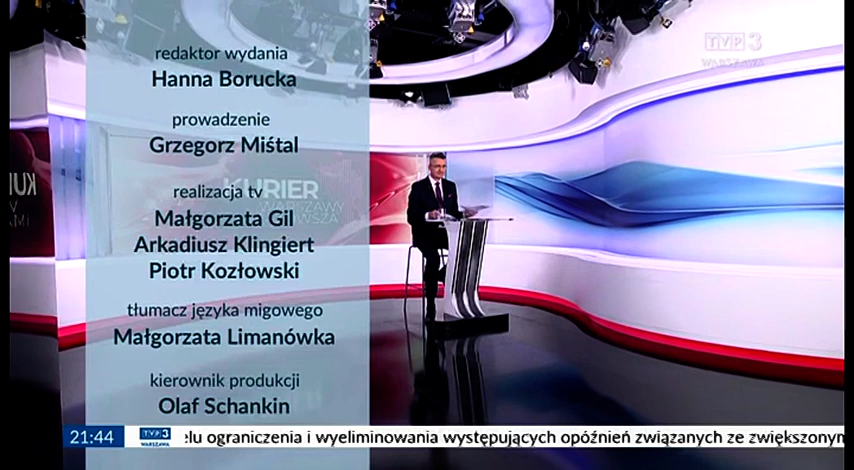 redaktor wydania
Hanna Borucka
TVP3
WARSZAWA
prowadzenie
Grzegorz Miśtal
realizacja tv
KURIER
WARSZAWY
Małgorzata Gil
Arkadiusz Klingiert
Piotr Kozłowski
tłumacz języka migowego
Małgorzata Limanówka
kierownik produkcji
Olaf Schankin
21:44 TVP3 WARSZAWA elu ograniczenia i wyeliminowania występujących opóźnień związanych ze zwiększonym